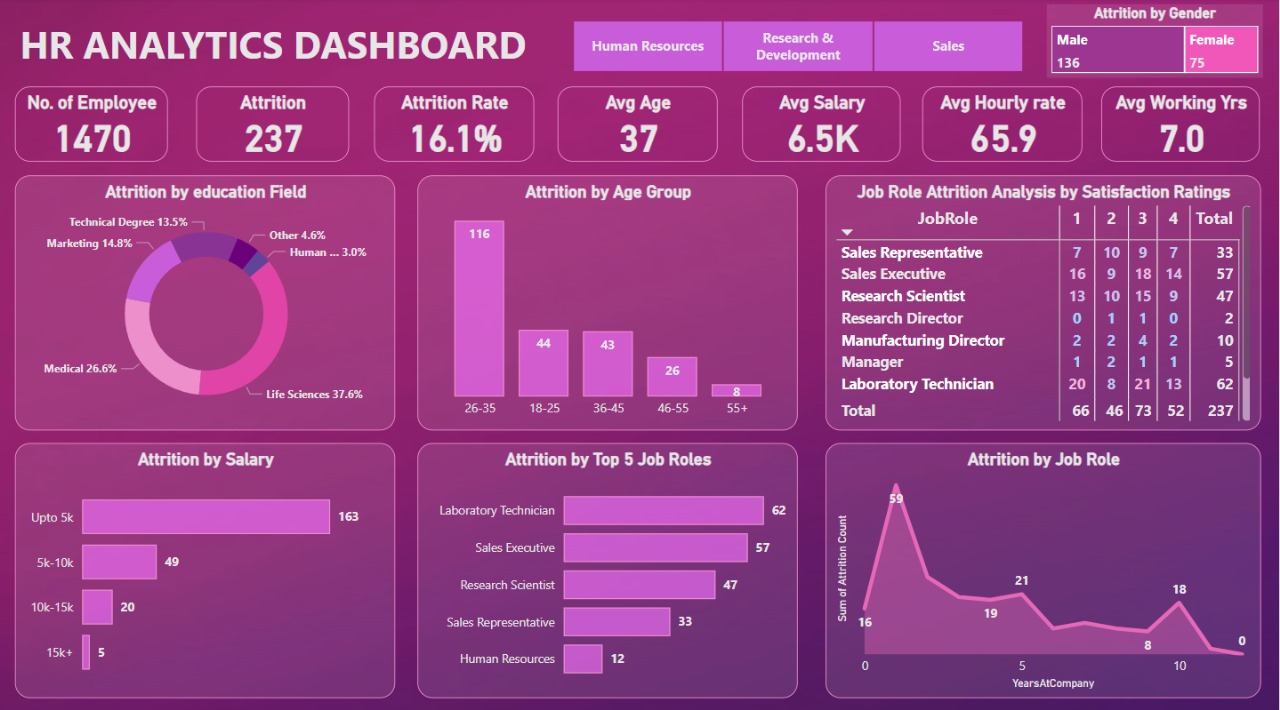 HR ANALYTICS DASHBOARD
Human Resources
Research &
Development
Sales
Attrition by Gender
Male
136
Female
75
No. of Employee
1470
Attrition
237
Attrition Rate
16.1%
Avg Age
37
Avg Salary
6.5K
Avg Hourly rate
65.9
Avg Working Yrs
7.0
Attrition by education Field
Technical Degree 13.5%
Other 4.6%
Marketing 14.8%
Human ... 3.0%
Medical 26.6%
Life Sciences 37.6%
Attrition by Age Group
116
44
43
26
8
26-35 18-25 36-45 46-55 55+
Job Role Attrition Analysis by Satisfaction Ratings
JobRole 1 2 3 4 Total
Sales Representative 7 10 9 7 33
Sales Executive 16 9 18 14 57
Research Scientist 13 10 15 9 47
Research Director 0 1 1 0 2
Manufacturing Director 2 2 4 2 10
Manager 1 2 1 1 5
Laboratory Technician 20 8 21 13 62
Total 66 46 73 52 237
Attrition by Salary
Upto 5k 163
5k-10k 49
10k-15k 20
15k+ 5
Attrition by Top 5 Job Roles
Laboratory Technician 62
Sales Executive 57
Research Scientist 47
Sales Representative 33
Human Resources 12
Attrition by Job Role
Sum of Attrition Count
59
16
19
21
8
18
0
0 5 10
YearsAtCompany